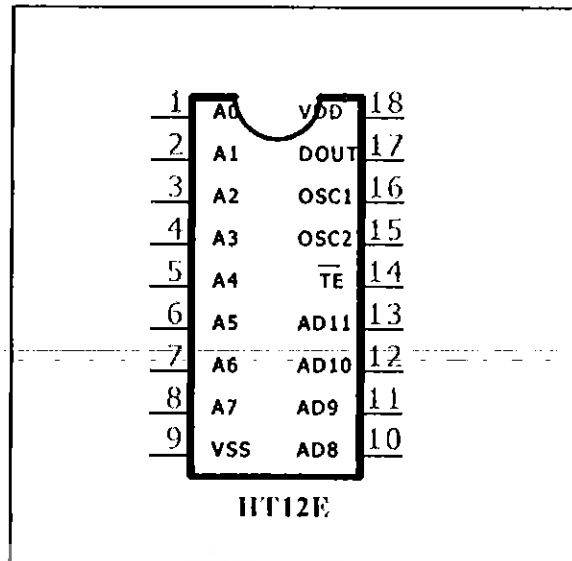 1 A0 VDD 18
2 A1 DOUT 17
3 A2 OSC1 16
4 A3 OSC2 15
5 A4 T̅E̅ 14
6 A5 AD11 13
7 A6 AD10 12
8 A7 AD9 11
9 VSS AD8 10
HT12E